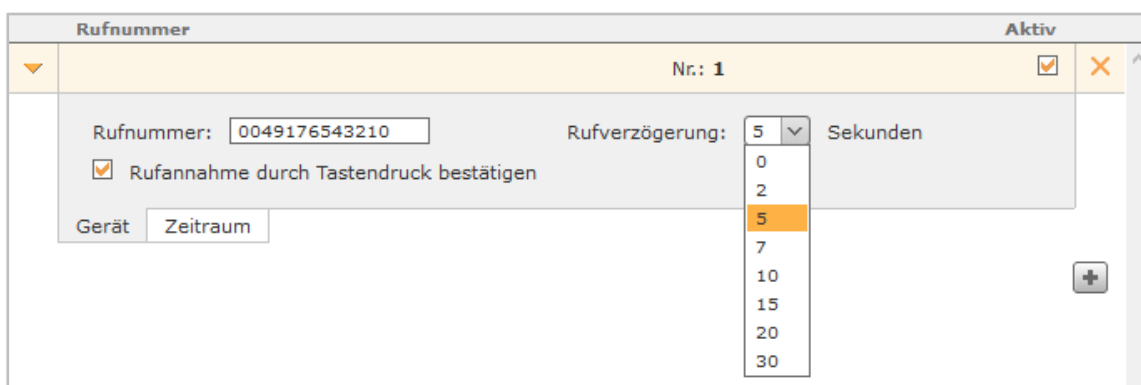 Rufnummer Aktiv
Nr.: 1
Rufnummer: 0049176543210 Rufverzögerung: 5 Sekunden
Rufannahme durch Tastendruck bestätigen
0
2
5
7
10
15
20
30
Gerät Zeitraum